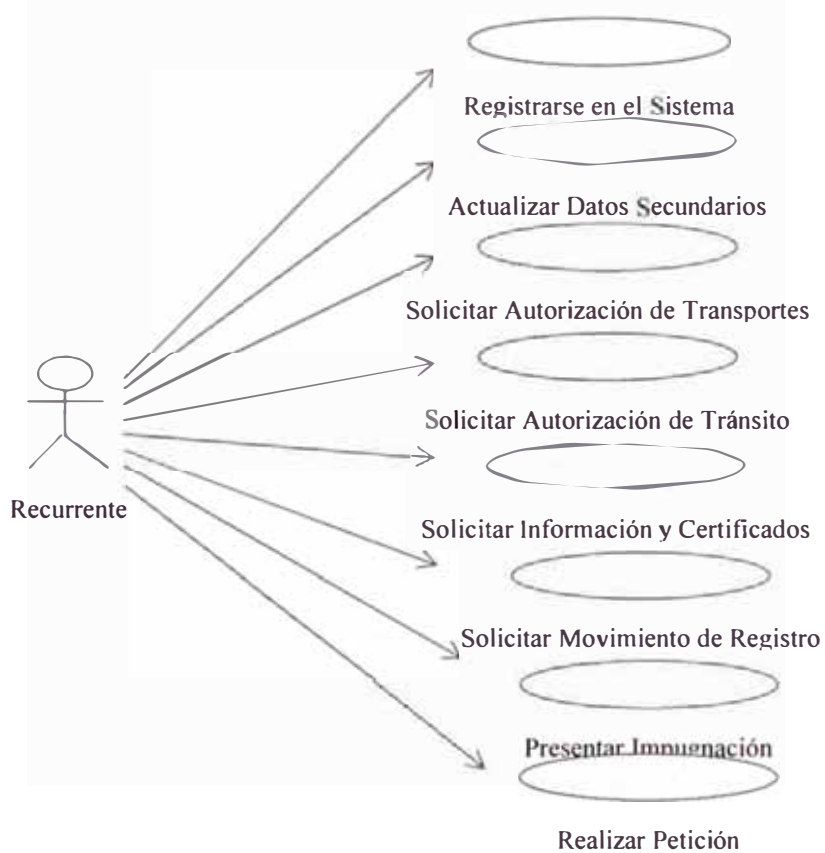 Registrarse en el Sistema
Actualizar Datos Secundarios
Solicitar Autorización de Transportes
Solicitar Autorización de Tránsito
Recurrente
Solicitar Información y Certificados
Solicitar Movimiento de Registro
Presentar Impugnación
Realizar Petición